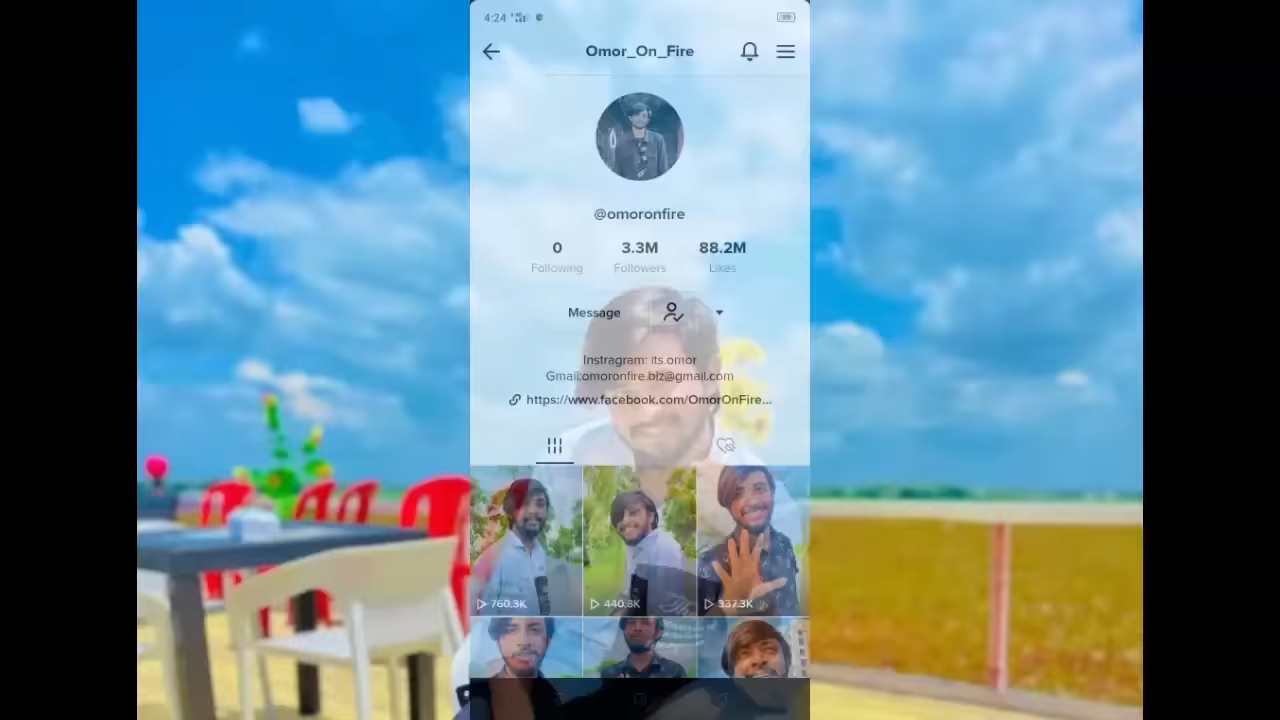 4:24
Omor_On_Fire
@omoronfire
0 3.3M 88.2M
Following Followers Likes
Message
Instragram: its.omor
Gmail:omoronfire.biz@gmail.com
https://www.facebook.com/OmorOnFire...
760.3K 440.8K 337.3K